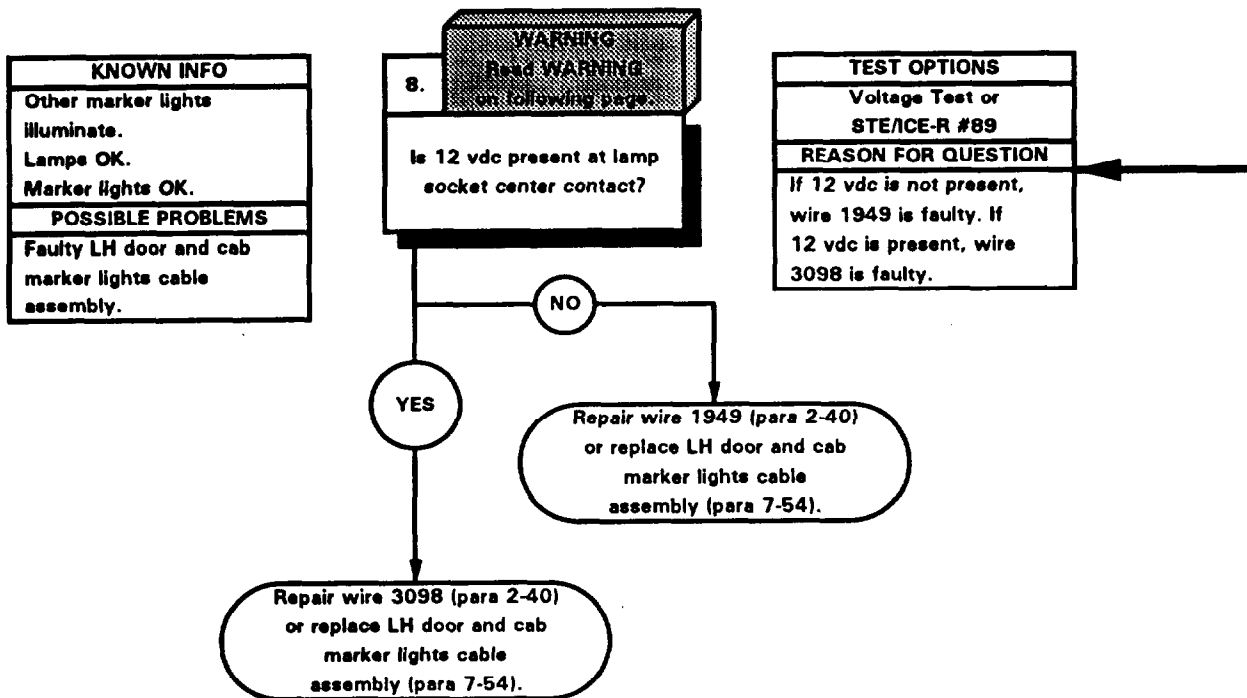 KNOWN INFO
Other marker lights
illuminate.
Lamps OK.
Marker lights OK.
POSSIBLE PROBLEMS
Faulty LH door and cab
marker lights cable
assembly.
WARNING
Read WARNING
on following page.
8.
Is 12 vdc present at lamp
socket center contact?
TEST OPTIONS
Voltage Test or
STE/ICE-R #89
REASON FOR QUESTION
If 12 vdc is not present,
wire 1949 is faulty. If
12 vdc is present, wire
3098 is faulty.
NO
YES
Repair wire 1949 (para 2-40)
or replace LH door and cab
marker lights cable
assembly (para 7-54).
Repair wire 3098 (para 2-40)
or replace LH door and cab
marker lights cable
assembly (para 7-54).